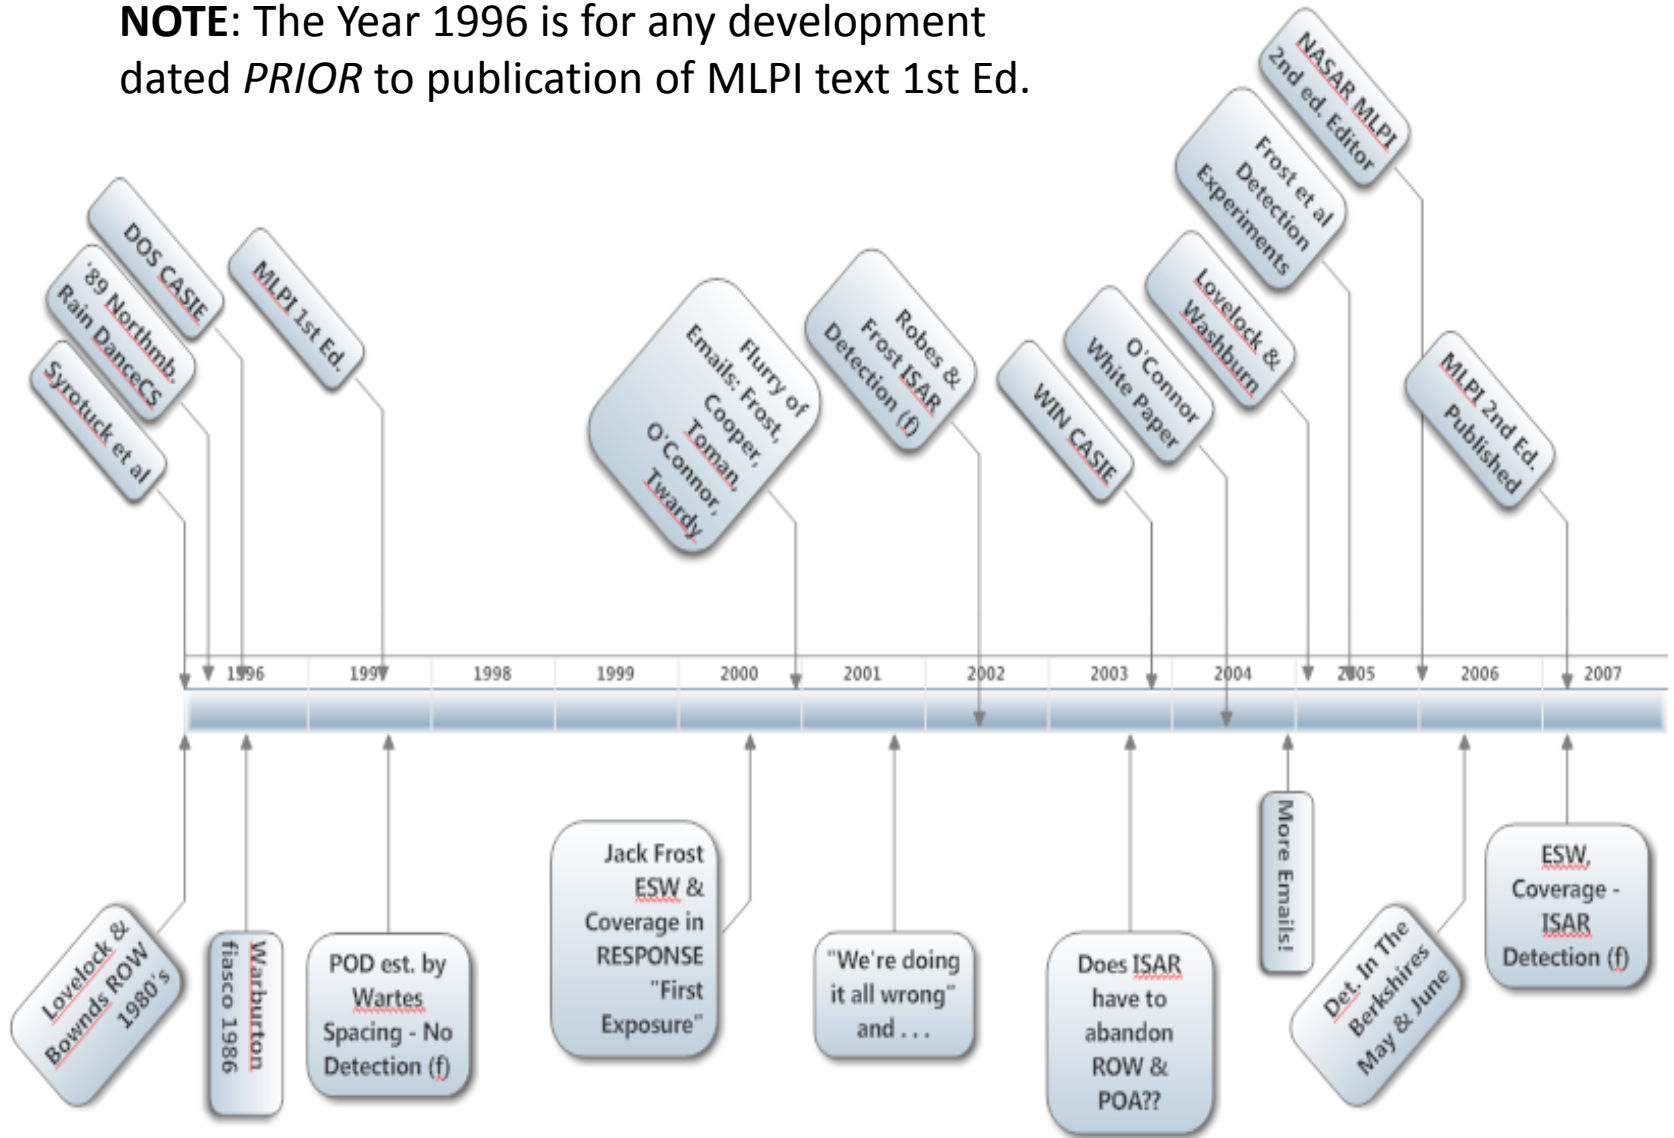 NOTE: The Year 1996 is for any development
dated PRIOR to publication of MLPI text 1st Ed.
NASAR MLPI
2nd ed. Editor
Frost et al
Detection
Experiments
DOS CASIE
'89 Northmb.
Rain DanceCS
Syrotuck et al
MLPI 1st Ed.
Flurry of
Emails: Frost,
Cooper,
Toman,
O'Connor,
Twardy
Robes &
Frost ISAR
Detection (f)
WIN CASIE
O'Connor
White Paper
Lovelock &
Washburn
MLPI 2nd Ed.
Published
1996 1997 1998 1999 2000 2001 2002 2003 2004 2005 2006 2007
Lovelock &
Bownds ROW
1980's
Warburton
fiasco 1986
POD est. by
Wartes
Spacing - No
Detection (f)
Jack Frost
ESW &
Coverage in
RESPONSE
"First
Exposure"
"We're doing
it all wrong"
and . . .
Does ISAR
have to
abandon
ROW &
POA??
More Emails!
Det. In The
Berkshires
May & June
ESW,
Coverage -
ISAR
Detection (f)